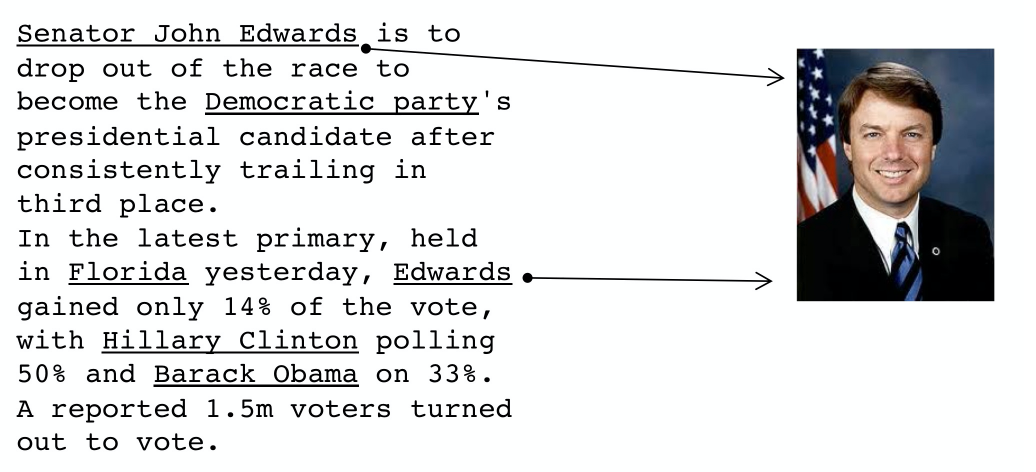 Senator John Edwards is to
drop out of the race to
become the Democratic party's
presidential candidate after
consistently trailing in
third place.
In the latest primary, held
in Florida yesterday, Edwards
gained only 14% of the vote,
with Hillary Clinton polling
50% and Barack Obama on 33%.
A reported 1.5m voters turned
out to vote.